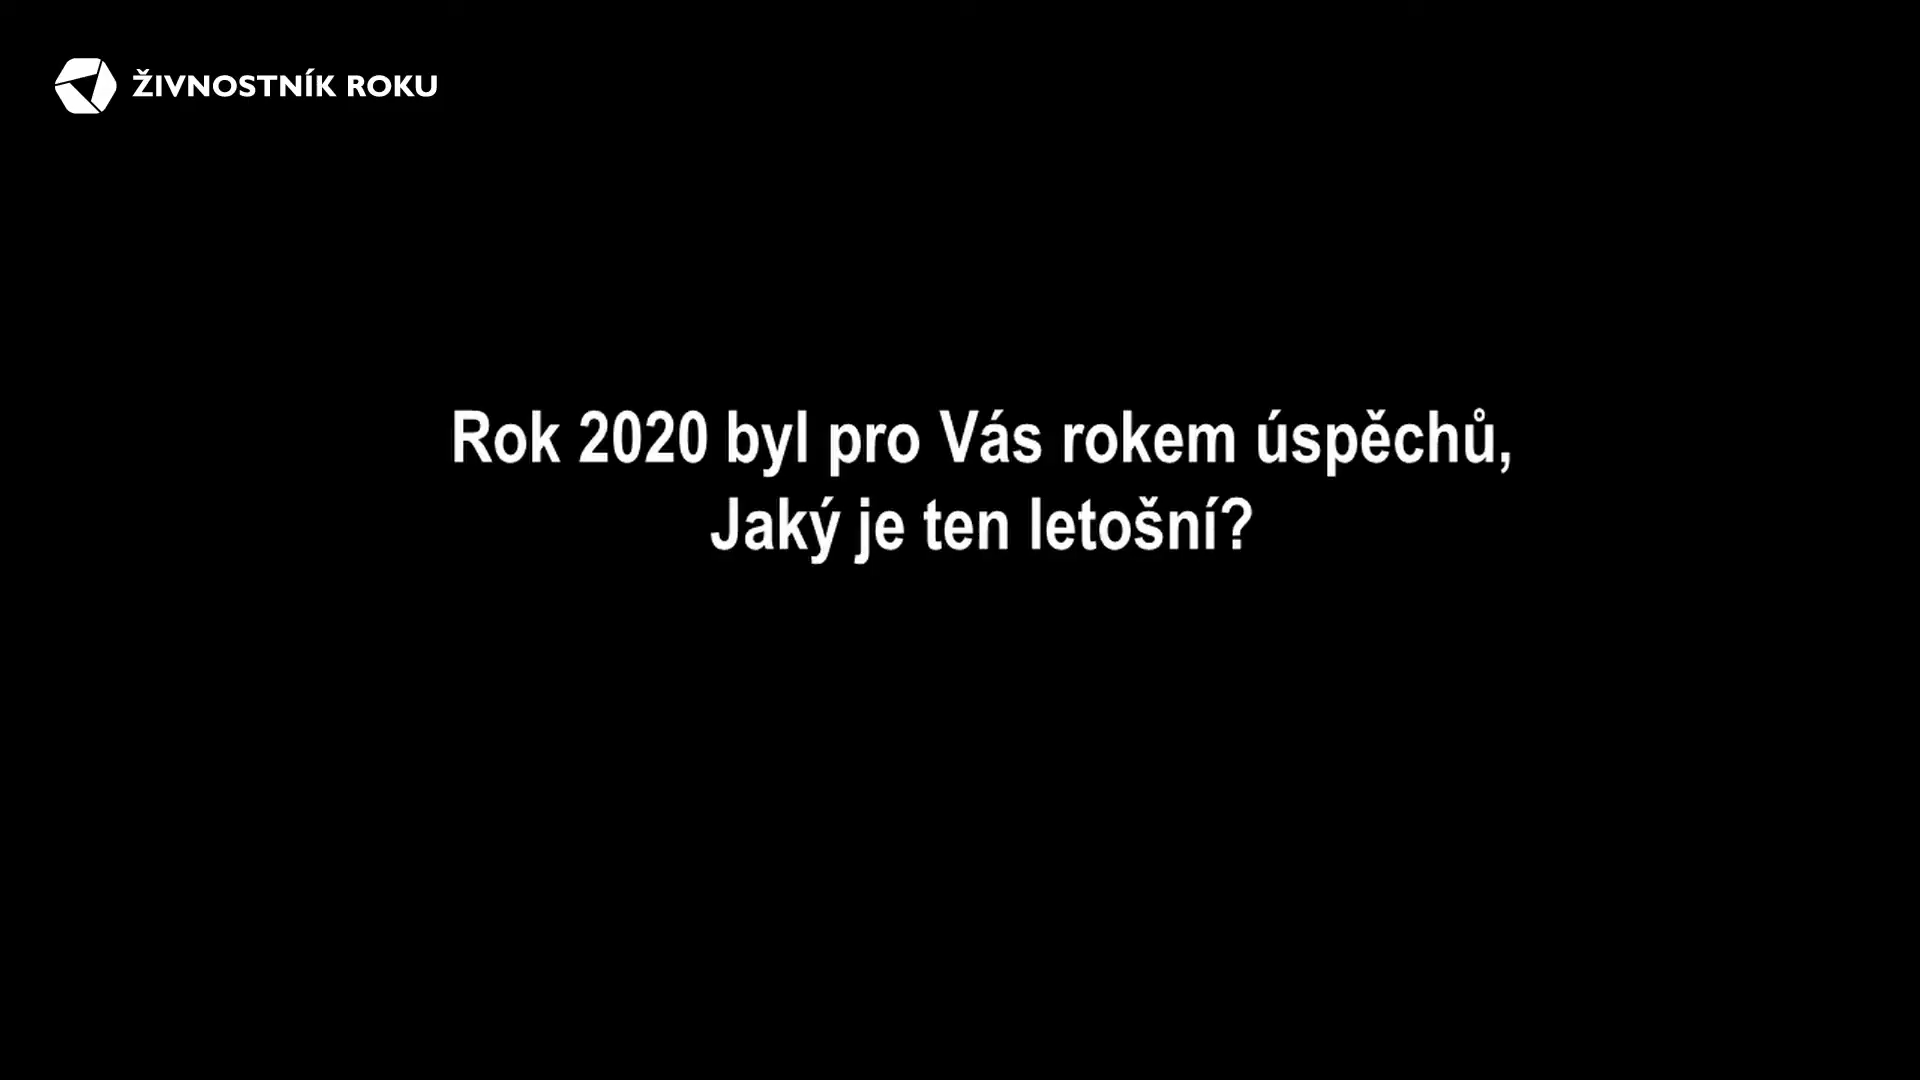 ŽIVNOSTNÍK ROKU
Rok 2020 byl pro Vás rokem úspěchů,
Jaký je ten letošní?